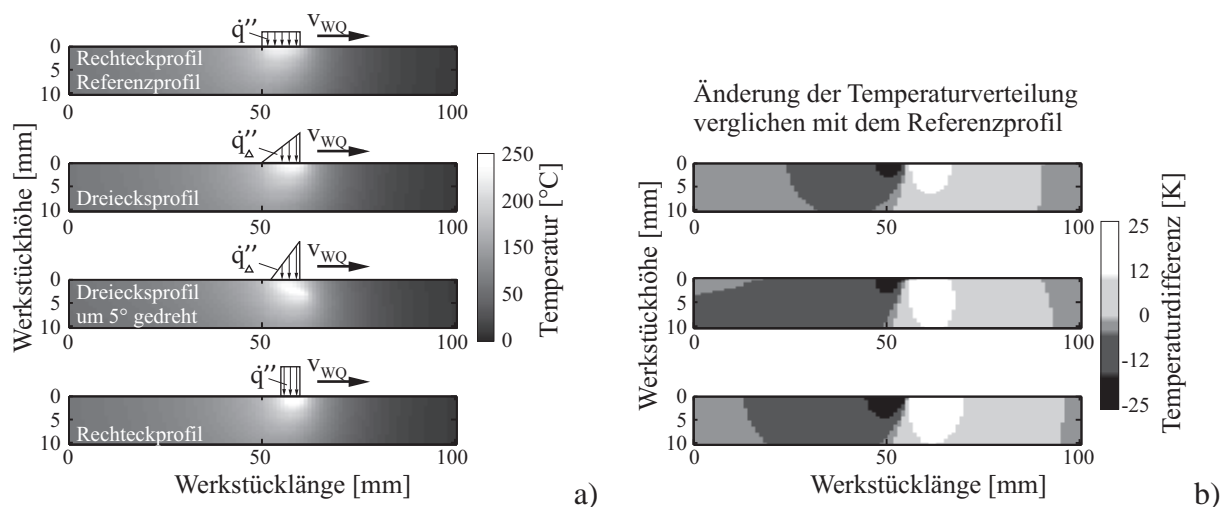 q̇′′ v_WQ
0
5
10
Rechteckprofil
Referenzprofil
0 50 100
q̇′′_Δ v_WQ
0
5
10
Dreiecksprofil
0 50 100
q̇′′_Δ v_WQ
0
5
10
Dreiecksprofil
um 5° gedreht
0 50 100
q̇′′ v_WQ
0
5
10
Rechteckprofil
0 50 100
Werkstückhöhe [mm]
Werkstücklänge [mm]
250
200
150
100
50
0
Temperatur [°C]
a)
Änderung der Temperaturverteilung
verglichen mit dem Referenzprofil
0
5
10
0 50 100
0
5
10
0 50 100
0
5
10
0 50 100
Werkstückhöhe [mm]
Werkstücklänge [mm]
25
12
0
-12
-25
Temperaturdifferenz [K]
b)